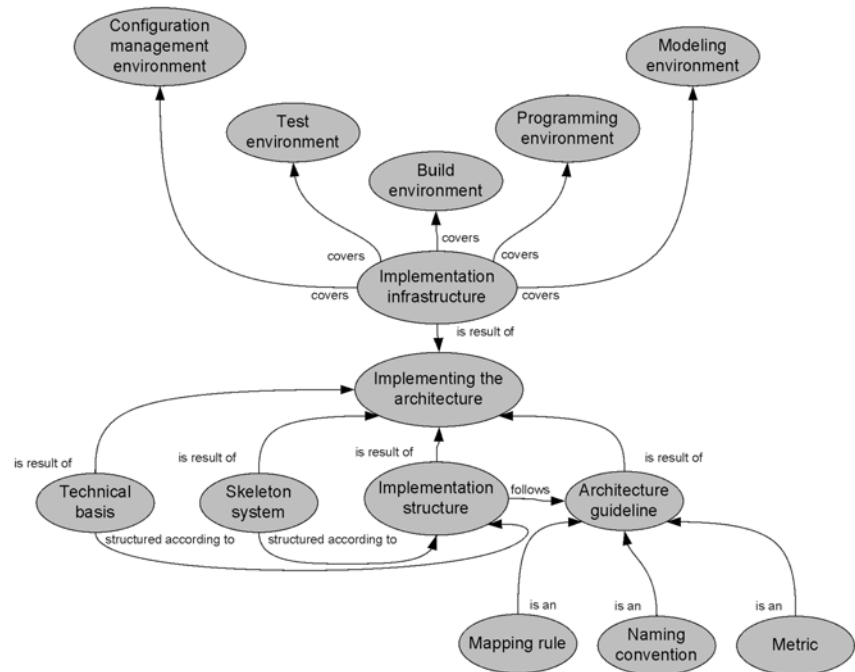 Configuration
management
environment
Modeling
environment
Test
environment
Programming
environment
Build
environment
covers
covers
covers
covers
covers
Implementation
infrastructure
is result of
Implementing the
architecture
is result of
is result of
is result of
is result of
Technical
basis
Skeleton
system
Implementation
structure
follows
Architecture
guideline
structured according to
structured according to
is an
is an
is an
Mapping rule
Naming
convention
Metric